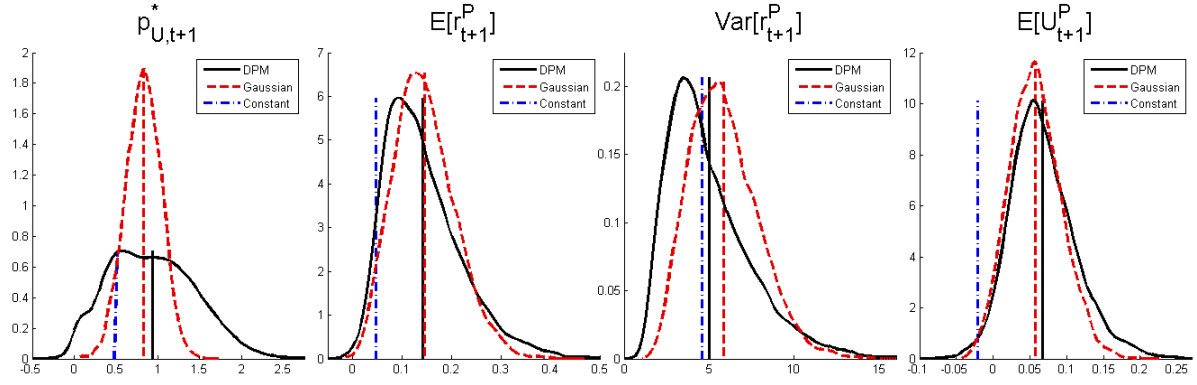 p*U,t+1
E[rPt+1]
Var[rPt+1]
E[UPt+1]
DPM
Gaussian
Constant
DPM
Gaussian
Constant
DPM
Gaussian
Constant
DPM
Gaussian
Constant
2
1.8
1.6
1.4
1.2
1
0.8
0.6
0.4
0.2
0
-0.5 0 0.5 1 1.5 2 2.5
7
6
5
4
3
2
1
0
0 0.1 0.2 0.3 0.4 0.5
0.2
0.15
0.1
0.05
0
0 5 10 15
12
10
8
6
4
2
0
-0.1 -0.05 0 0.05 0.1 0.15 0.2 0.25